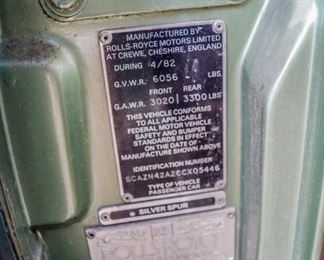 MANUFACTURED BY
ROLLS-ROYCE MOTORS LIMITED
AT CREWE, CHESHIRE, ENGLAND
DURING 4/82
G.V.W.R. 6056 LBS.
FRONT REAR
G.A.W.R. 3020 3300 LBS
THIS VEHICLE CONFORMS
TO ALL APPLICABLE
FEDERAL MOTOR VEHICLE
SAFETY AND BUMPER
STANDARDS IN EFFECT
ON THE DATE OF
MANUFACTURE SHOWN ABOVE
IDENTIFICATION NUMBER
SCAZN42A2CCX05446
TYPE OF VEHICLE
PASSENGER CAR
SILVER SPUR